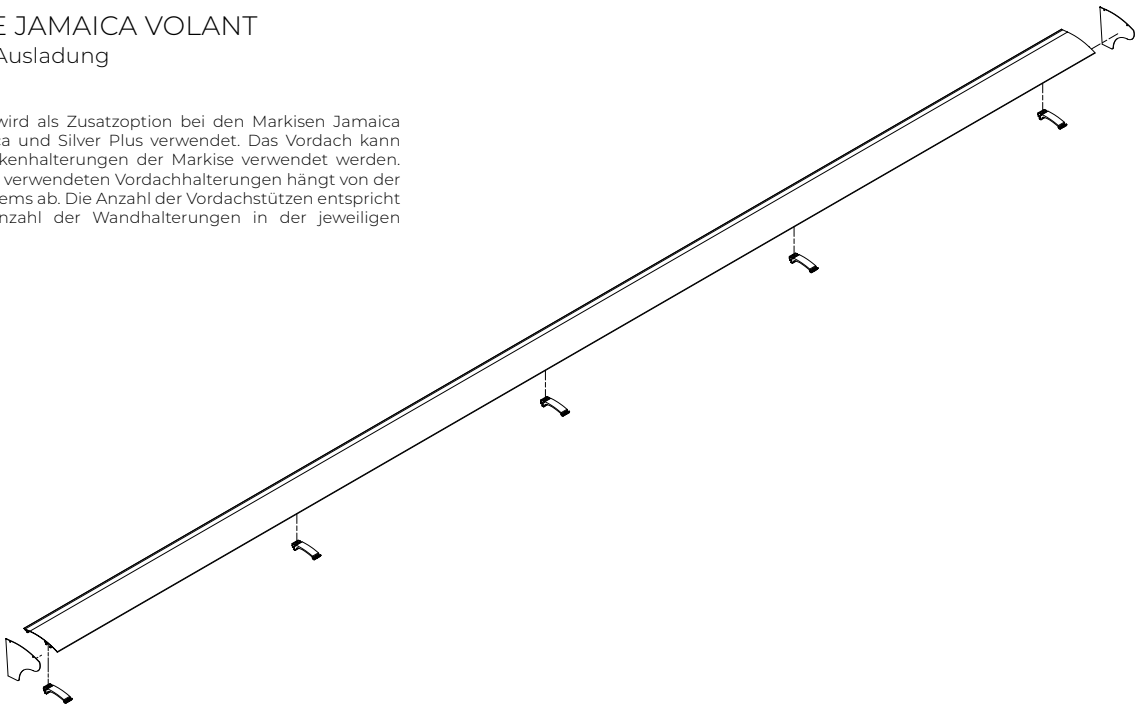 E JAMAICA VOLANT
Ausladung
wird als Zusatzoption bei den Markisen Jamaica
ca und Silver Plus verwendet. Das Vordach kann
kenhalterungen der Markise verwendet werden.
verwendeten Vordachhalterungen hängt von der
ems ab. Die Anzahl der Vordachstützen entspricht
nzahl der Wandhalterungen in der jeweiligen